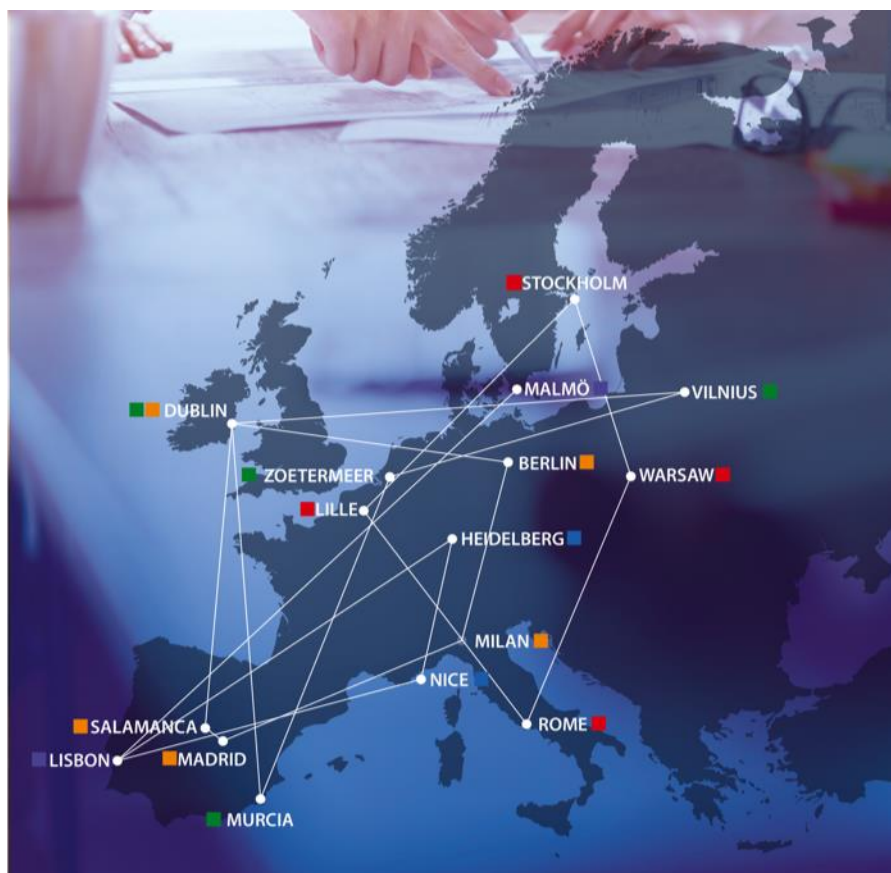 STOCKHOLM
MALMÖ
VILNIUS
DUBLIN
BERLIN
ZOETERMEER
WARSAW
LILLE
HEIDELBERG
MILAN
NICE
SALAMANCA
ROME
LISBON
MADRID
MURCIA